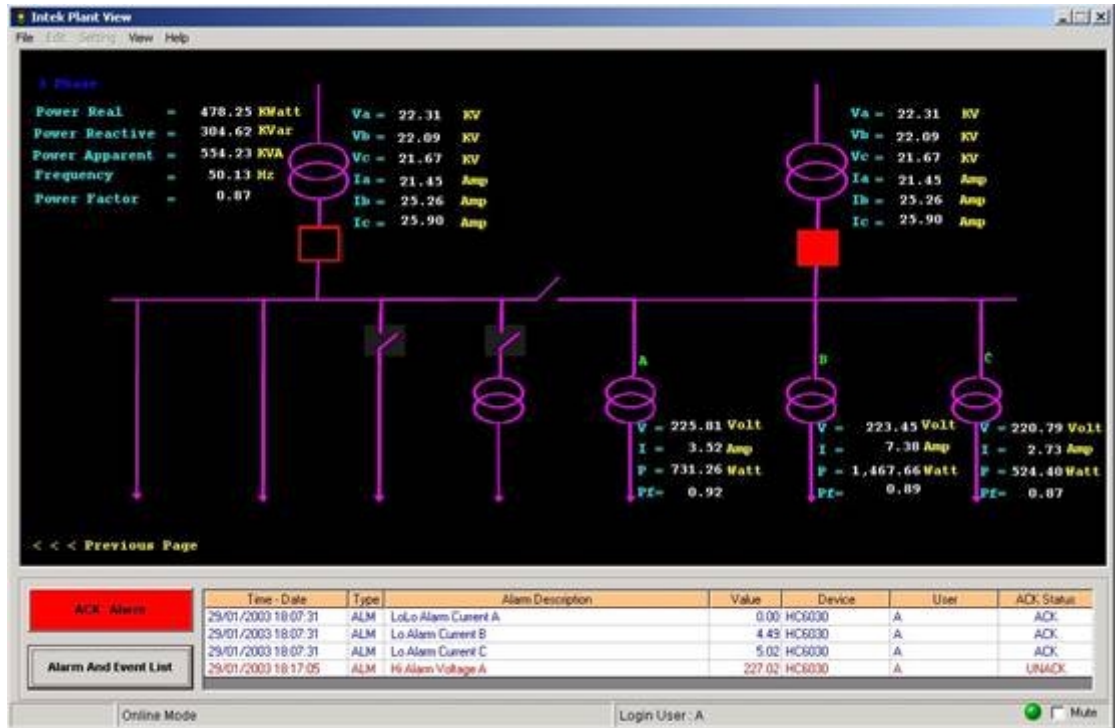 Intek Plant View
File Edit Setting View Help
3 Phase
Power Real = 478.25 KWatt
Power Reactive = 304.62 KVar
Power Apparent = 554.23 KVA
Frequency = 50.13 Hz
Power Factor = 0.87
Va = 22.31 KV
Vb = 22.09 KV
Vc = 21.67 KV
Ia = 21.45 Amp
Ib = 25.26 Amp
Ic = 25.90 Amp
Va = 22.31 KV
Vb = 22.09 KV
Vc = 21.67 KV
Ia = 21.45 Amp
Ib = 25.26 Amp
Ic = 25.90 Amp
A
V = 225.81 Volt
I = 3.52 Amp
P = 731.26 Watt
Pf= 0.92
B
V = 223.45 Volt
I = 7.38 Amp
P = 1,467.66 Watt
Pf= 0.89
C
V = 220.79 Volt
I = 2.73 Amp
P = 524.40 Watt
Pf= 0.87
< < < Previous Page
ACK Alarm
Alarm And Event List
Time - Date Type Alarm Description Value Device User ACK Status
29/01/2003 18:07:31 ALM LoLo Alarm Current A 0.00 HC6030 A ACK
29/01/2003 18:07:31 ALM Lo Alarm Current B 4.49 HC6030 A ACK
29/01/2003 18:07:31 ALM Lo Alarm Current C 5.02 HC6030 A ACK
29/01/2003 18:17:05 ALM Hi Alarm Voltage A 227.02 HC6030 A UNACK
Online Mode
Login User : A
Mute